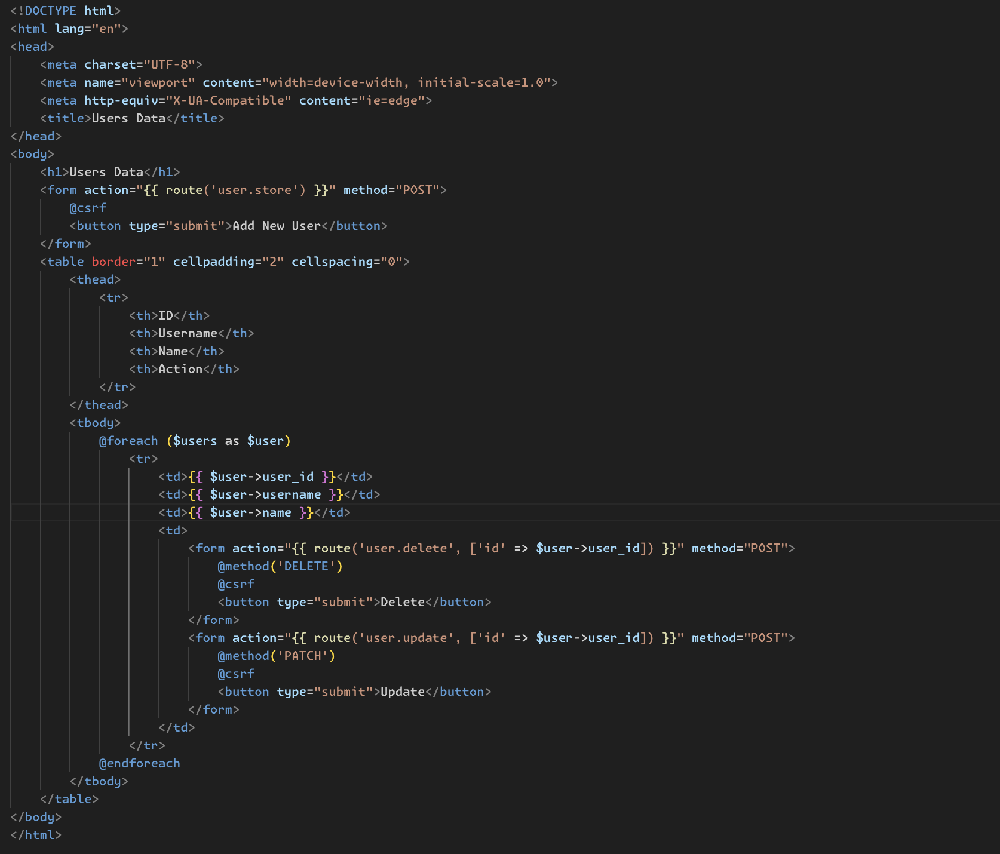 <!DOCTYPE html>
<html lang="en">
<head>
    <meta charset="UTF-8">
    <meta name="viewport" content="width=device-width, initial-scale=1.0">
    <meta http-equiv="X-UA-Compatible" content="ie=edge">
    <title>Users Data</title>
</head>
<body>
    <h1>Users Data</h1>
    <form action="{{ route('user.store') }}" method="POST">
        @csrf
        <button type="submit">Add New User</button>
    </form>
    <table border="1" cellpadding="2" cellspacing="0">
        <thead>
            <tr>
                <th>ID</th>
                <th>Username</th>
                <th>Name</th>
                <th>Action</th>
            </tr>
        </thead>
        <tbody>
            @foreach ($users as $user)
                <tr>
                    <td>{{ $user->user_id }}</td>
                    <td>{{ $user->username }}</td>
                    <td>{{ $user->name }}</td>
                    <td>
                        <form action="{{ route('user.delete', ['id' => $user->user_id]) }}" method="POST">
                            @method('DELETE')
                            @csrf
                            <button type="submit">Delete</button>
                        </form>
                        <form action="{{ route('user.update', ['id' => $user->user_id]) }}" method="POST">
                            @method('PATCH')
                            @csrf
                            <button type="submit">Update</button>
                        </form>
                    </td>
                </tr>
            @endforeach
        </tbody>
    </table>
</body>
</html>